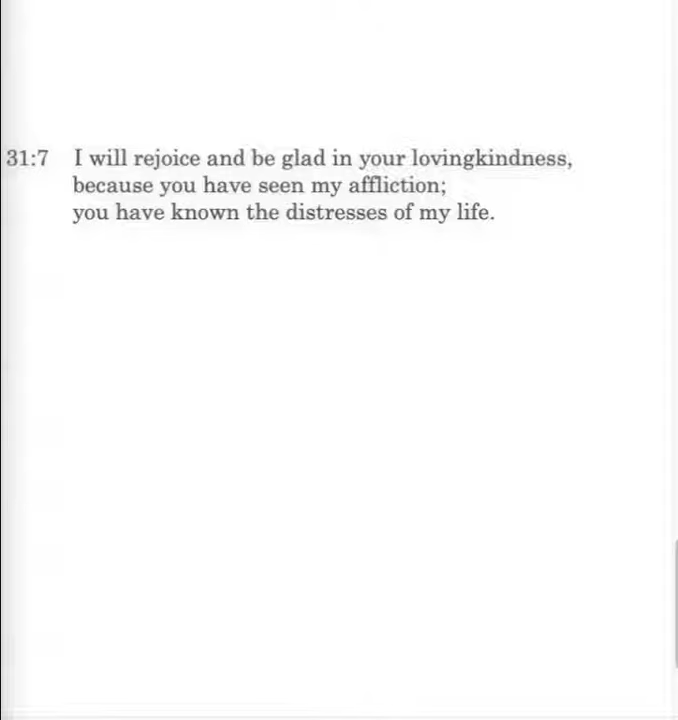 31:7 I will rejoice and be glad in your lovingkindness,
because you have seen my affliction;
you have known the distresses of my life.